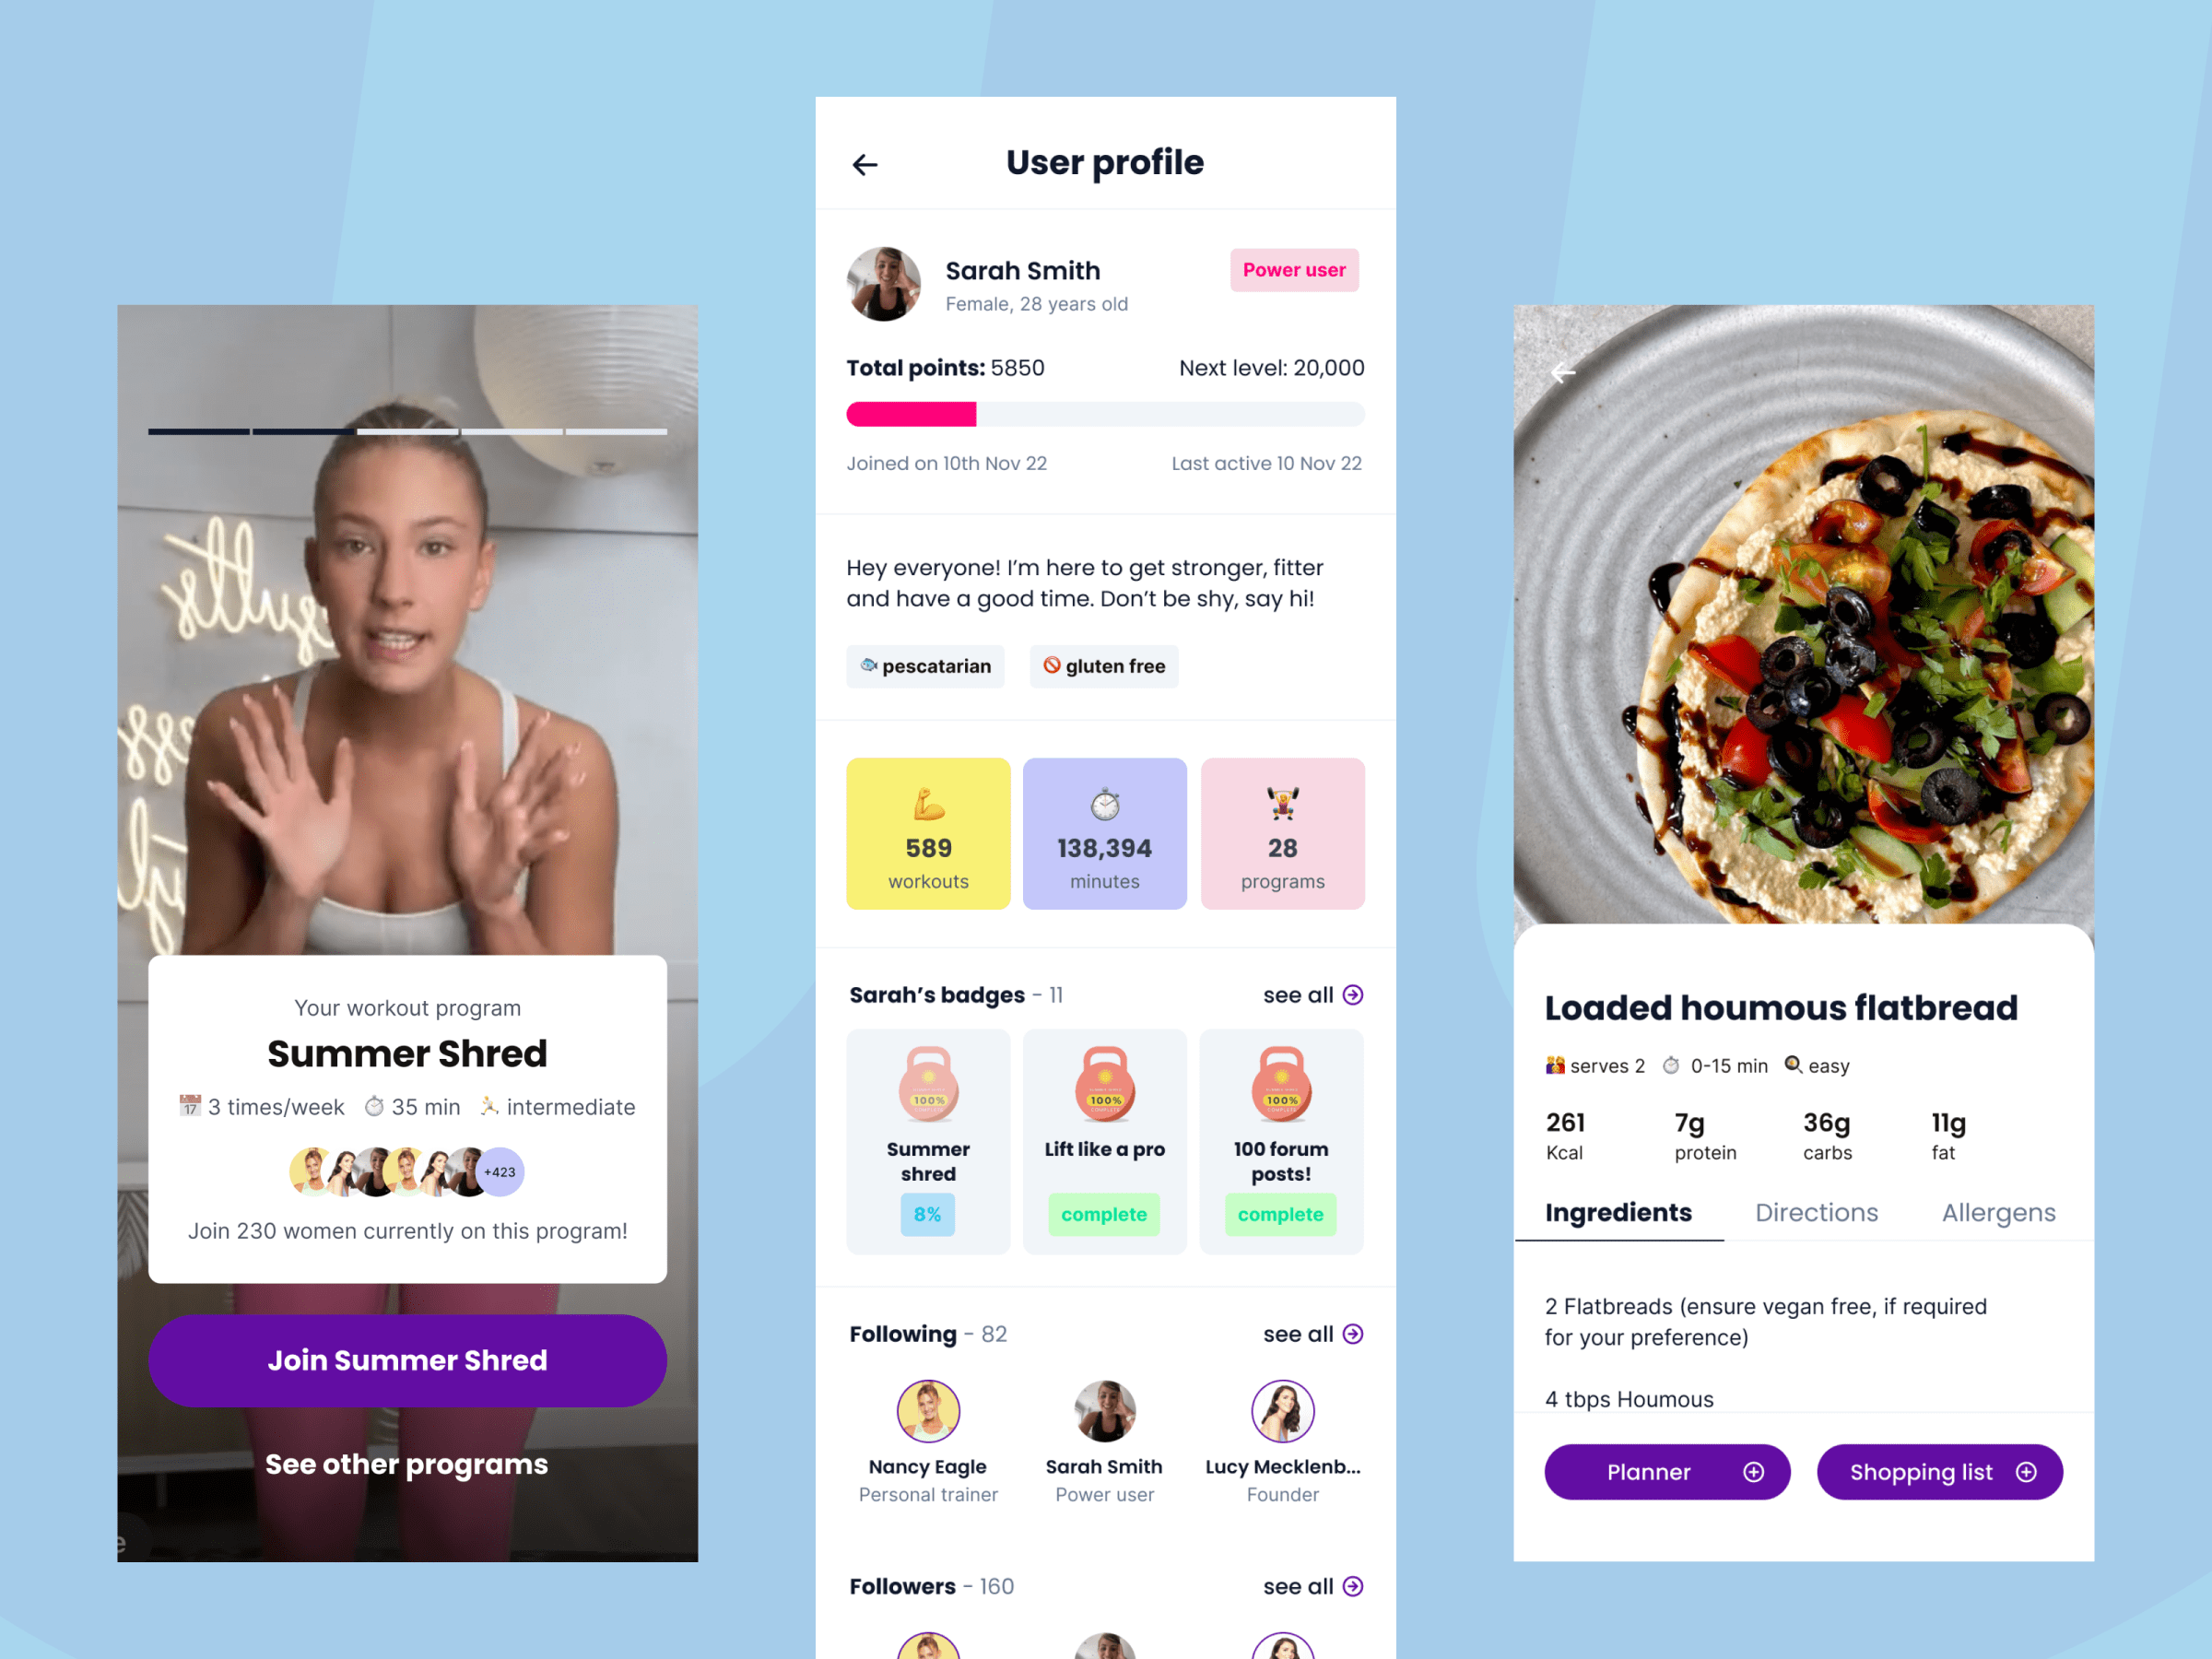 Your workout program
Summer Shred
17 3 times/week 35 min intermediate
+423
Join 230 women currently on this program!
Join Summer Shred
See other programs
e
User profile
Sarah Smith
Power user
Female, 28 years old
Total points: 5850
Next level: 20,000
Joined on 10th Nov 22
Last active 10 Nov 22
Hey everyone! I'm here to get stronger, fitter
and have a good time. Don't be shy, say hi!
pescatarian
gluten free
589
workouts
138,394
minutes
28
programs
Sarah's badges - 11
see all
100%
COMPLETE
Summer
shred
8%
100%
COMPLETE
Lift like a pro
complete
100%
COMPLETE
100 forum
posts!
complete
Following - 82
see all
Nancy Eagle
Personal trainer
Sarah Smith
Power user
Lucy Mecklenb...
Founder
Followers - 160
see all
Loaded houmous flatbread
serves 2 0-15 min easy
261
Kcal
7g
protein
36g
carbs
11g
fat
Ingredients
Directions
Allergens
2 Flatbreads (ensure vegan free, if required
for your preference)
4 tbps Houmous
Planner
Shopping list